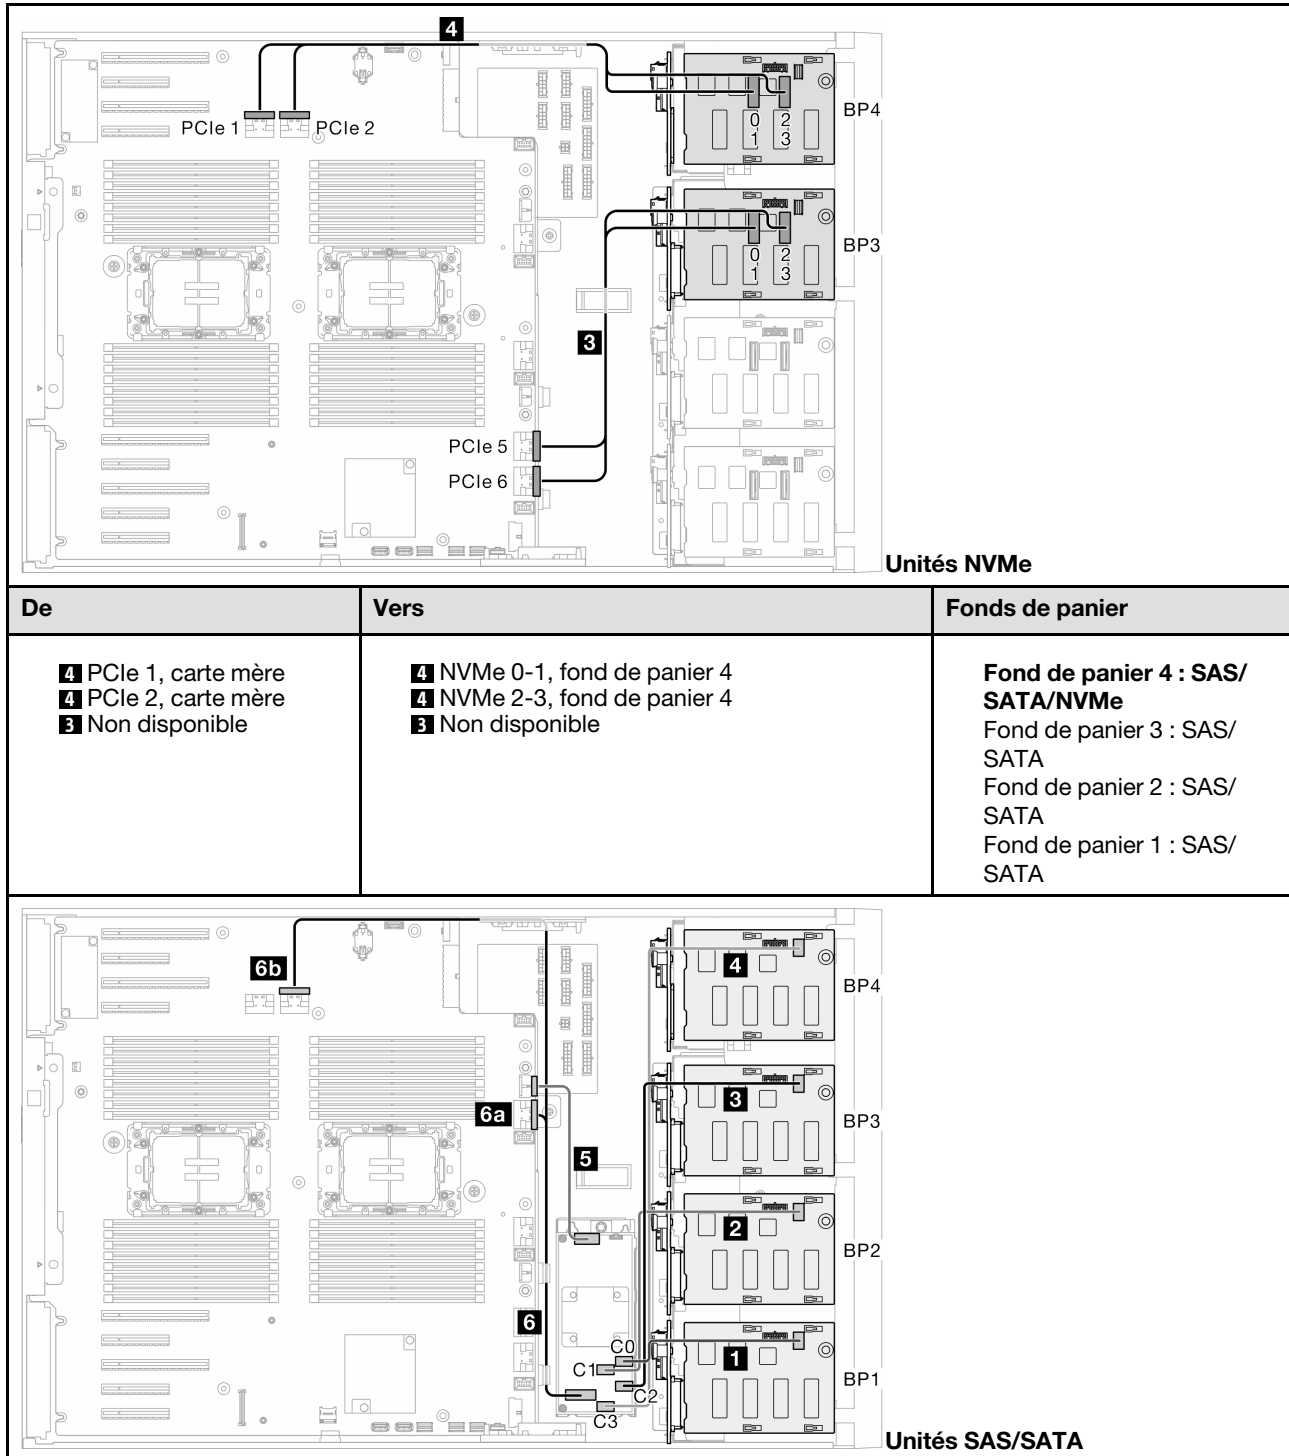 4
PCIe 1
PCIe 2
0
1
2
3
BP4
0
1
2
3
BP3
3
PCIe 5
PCIe 6
Unités NVMe
De
Vers
Fonds de panier
4 PCIe 1, carte mère
4 PCIe 2, carte mère
3 Non disponible
4 NVMe 0-1, fond de panier 4
4 NVMe 2-3, fond de panier 4
3 Non disponible
Fond de panier 4 : SAS/
SATA/NVMe
Fond de panier 3 : SAS/
SATA
Fond de panier 2 : SAS/
SATA
Fond de panier 1 : SAS/
SATA
6b
4
BP4
6a
3
BP3
5
2
BP2
6
C0
C1
C2
C3
1
BP1
Unités SAS/SATA